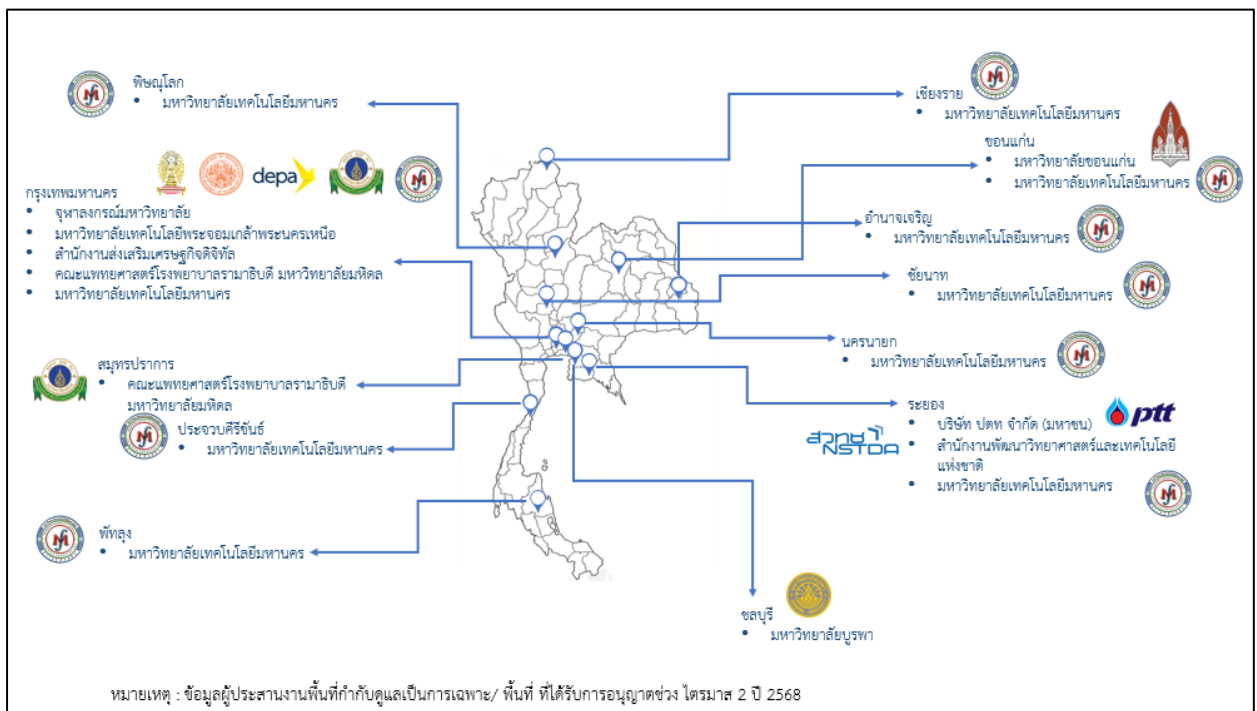 พิษณุโลก
• มหาวิทยาลัยเทคโนโลยีมหานคร
depa
กรุงเทพมหานคร
• จุฬาลงกรณ์มหาวิทยาลัย
• มหาวิทยาลัยเทคโนโลยีพระจอมเกล้าพระนครเหนือ
• สำนักงานส่งเสริมเศรษฐกิจดิจิทัล
• คณะแพทยศาสตร์โรงพยาบาลรามาธิบดี มหาวิทยาลัยมหิดล
• มหาวิทยาลัยเทคโนโลยีมหานคร
สมุทรปราการ
• คณะแพทยศาสตร์โรงพยาบาลรามาธิบดี
มหาวิทยาลัยมหิดล
ประจวบคีรีขันธ์
• มหาวิทยาลัยเทคโนโลยีมหานคร
พัทลุง
• มหาวิทยาลัยเทคโนโลยีมหานคร
เชียงราย
• มหาวิทยาลัยเทคโนโลยีมหานคร
ขอนแก่น
• มหาวิทยาลัยขอนแก่น
• มหาวิทยาลัยเทคโนโลยีมหานคร
อำนาจเจริญ
• มหาวิทยาลัยเทคโนโลยีมหานคร
ชัยนาท
• มหาวิทยาลัยเทคโนโลยีมหานคร
นครนายก
• มหาวิทยาลัยเทคโนโลยีมหานคร
ระยอง
• บริษัท ปตท จำกัด (มหาชน)
ptt
สวทช
NSTDA
• สำนักงานพัฒนาวิทยาศาสตร์และเทคโนโลยี
แห่งชาติ
• มหาวิทยาลัยเทคโนโลยีมหานคร
ชลบุรี
• มหาวิทยาลัยบูรพา
หมายเหตุ : ข้อมูลผู้ประสานงานพื้นที่กำกับดูแลเป็นการเฉพาะ/ พื้นที่ ที่ได้รับการอนุญาตช่วง ไตรมาส 2 ปี 2568